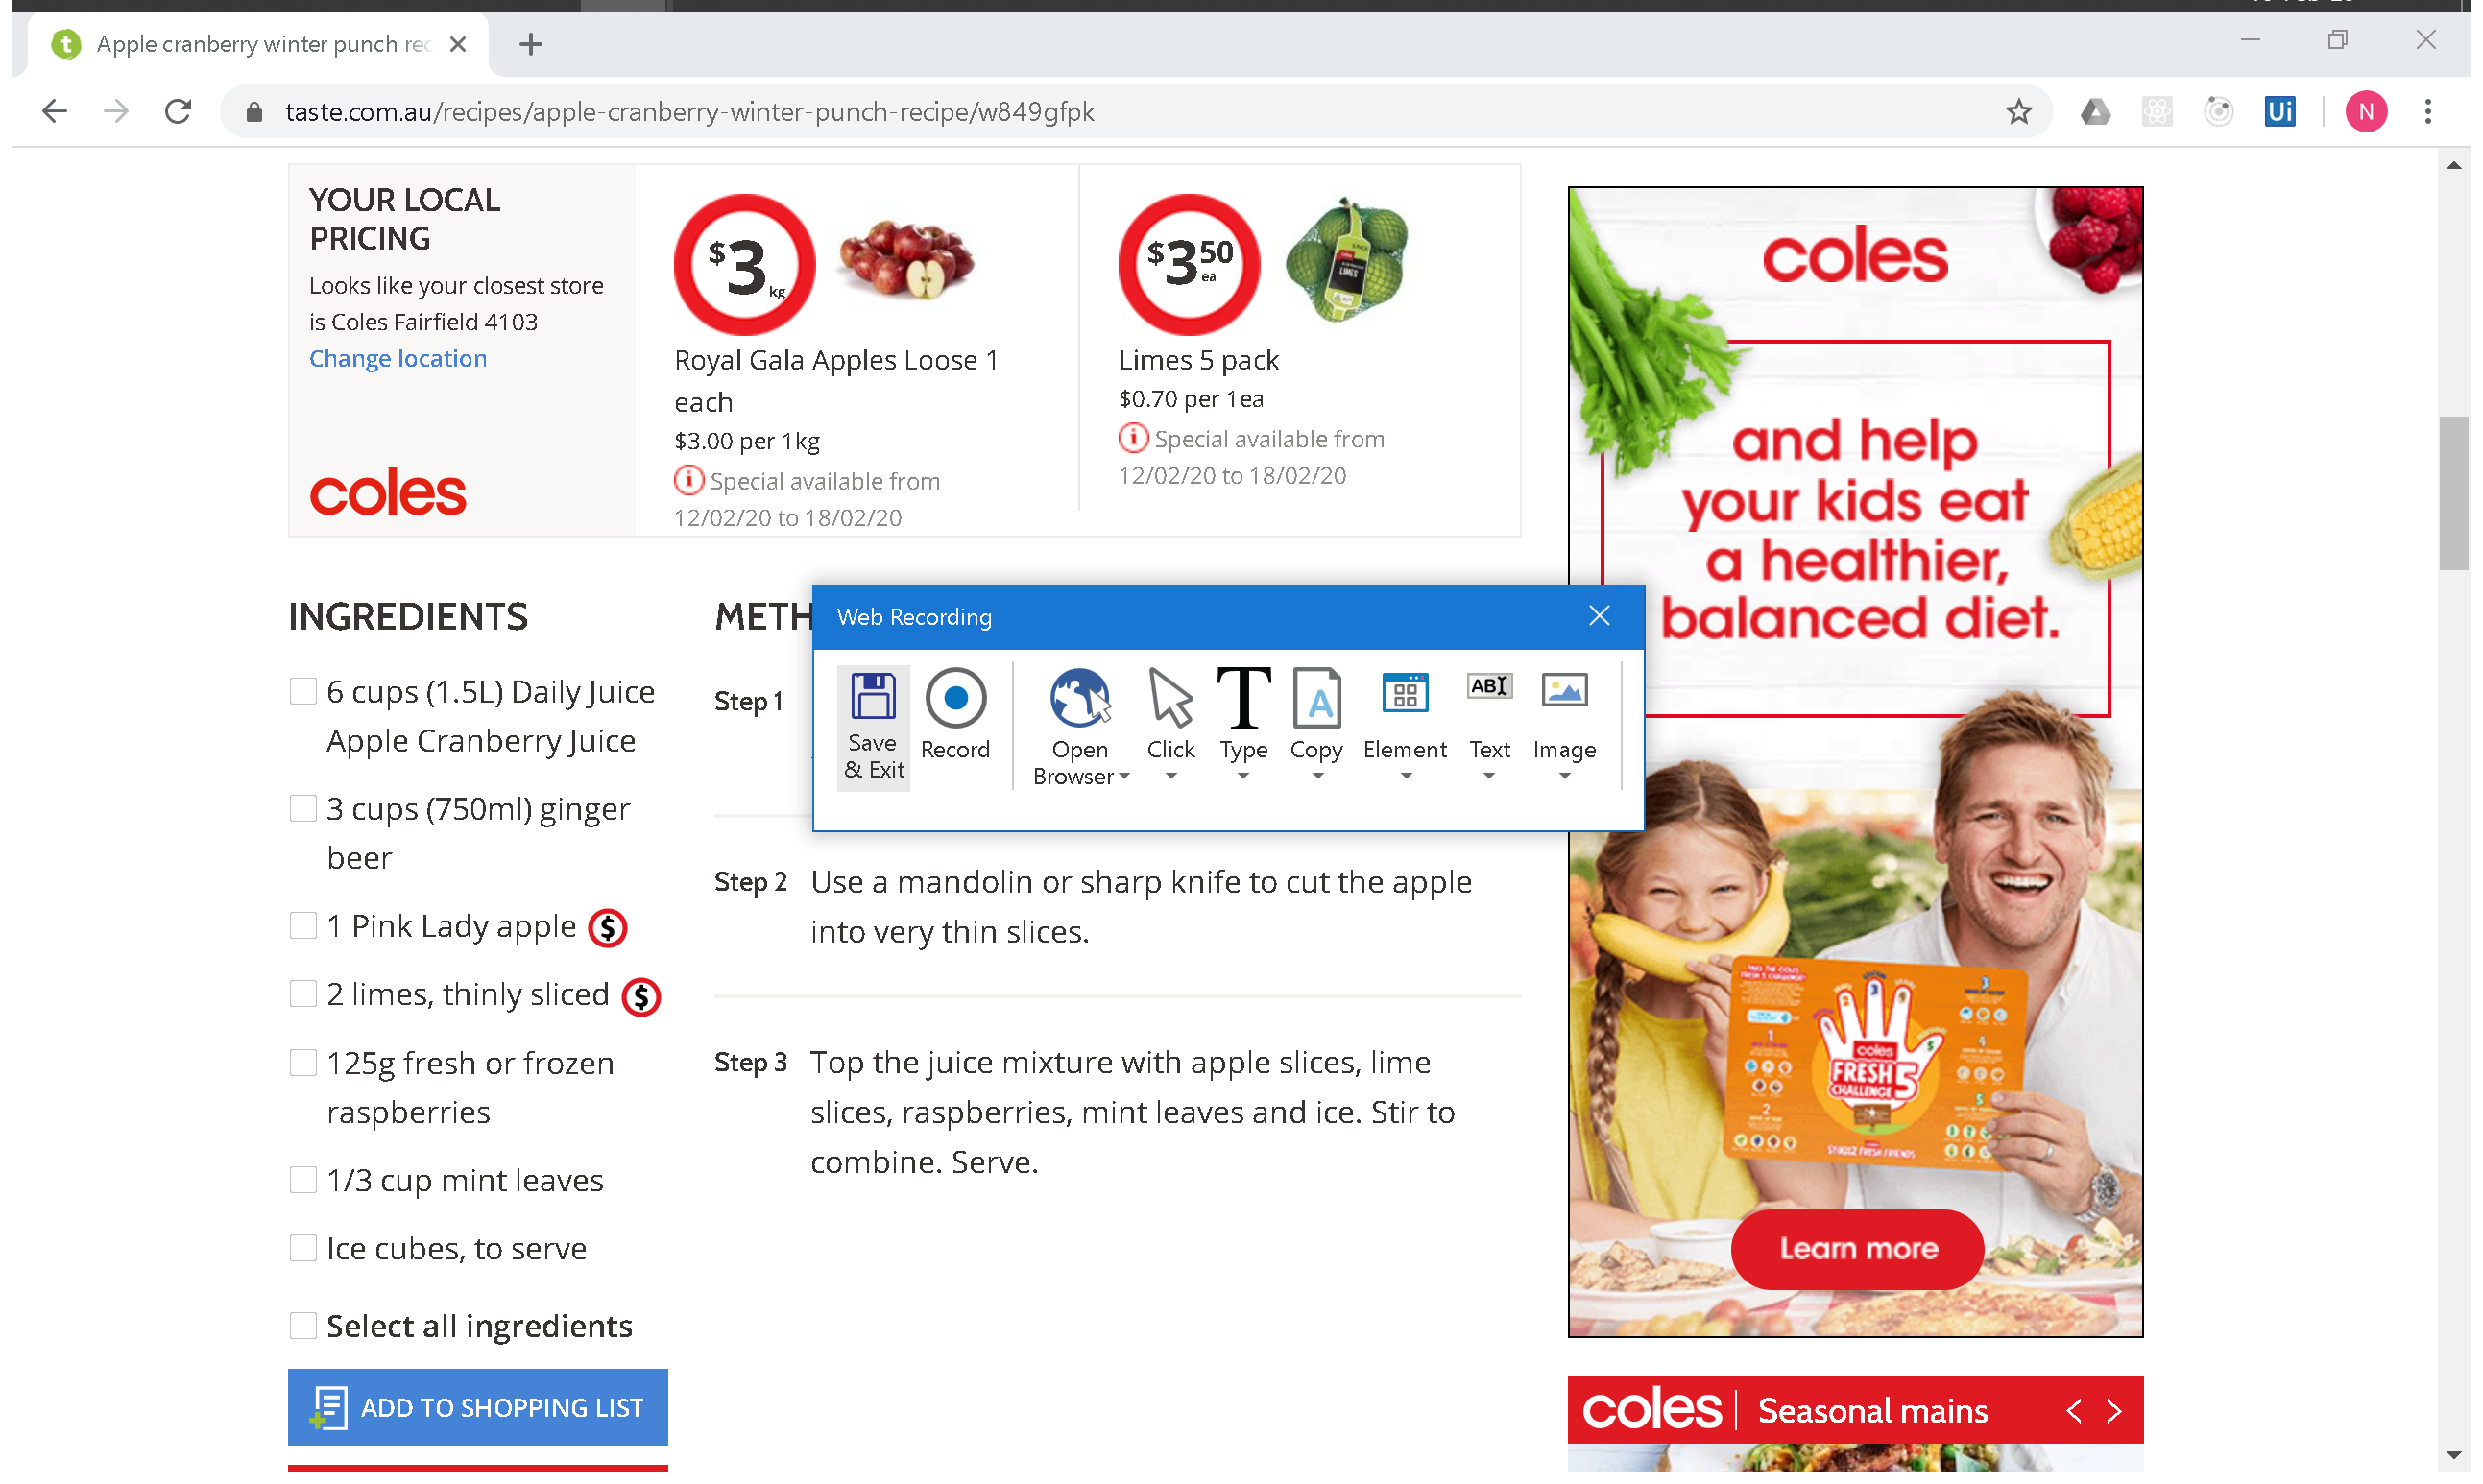 Apple cranberry winter punch rec
taste.com.au/recipes/apple-cranberry-winter-punch-recipe/w849gfpk
Ui
N
YOUR LOCAL
PRICING
Looks like your closest store
is Coles Fairfield 4103
Change location
coles
$3 kg
Royal Gala Apples Loose 1
each
$3.00 per 1kg
Special available from
12/02/20 to 18/02/20
$3 50 ea
LIMES
Limes 5 pack
$0.70 per 1ea
Special available from
12/02/20 to 18/02/20
coles
and help
your kids eat
a healthier,
balanced diet.
INGREDIENTS
6 cups (1.5L) Daily Juice
Apple Cranberry Juice
3 cups (750ml) ginger
beer
1 Pink Lady apple $
2 limes, thinly sliced $
125g fresh or frozen
raspberries
1/3 cup mint leaves
Ice cubes, to serve
Select all ingredients
ADD TO SHOPPING LIST
METH
Step 1
Step 2 Use a mandolin or sharp knife to cut the apple
into very thin slices.
Step 3 Top the juice mixture with apple slices, lime
slices, raspberries, mint leaves and ice. Stir to
combine. Serve.
Web Recording
Save
& Exit
Record
Open
Browser
Click
Type
Copy
Element
Text
Image
coles
FRESH 5
CHALLENGE
Learn more
coles Seasonal mains